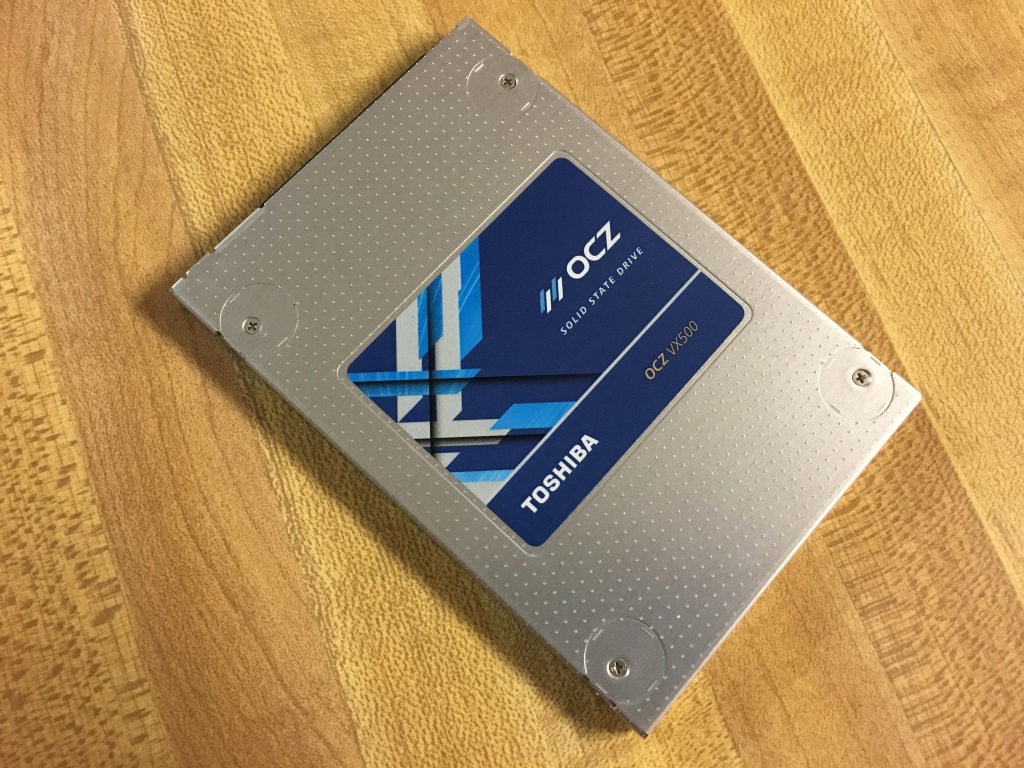 OCZ
SOLID STATE DRIVE
OCZ VX500
TOSHIBA